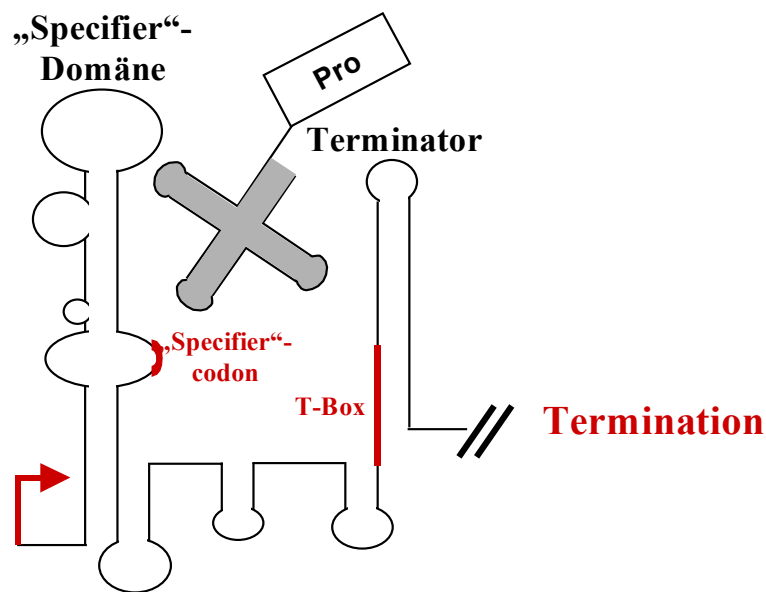 „Specifier“-
Domäne
Pro
Terminator
„Specifier“-
codon
T-Box
Termination